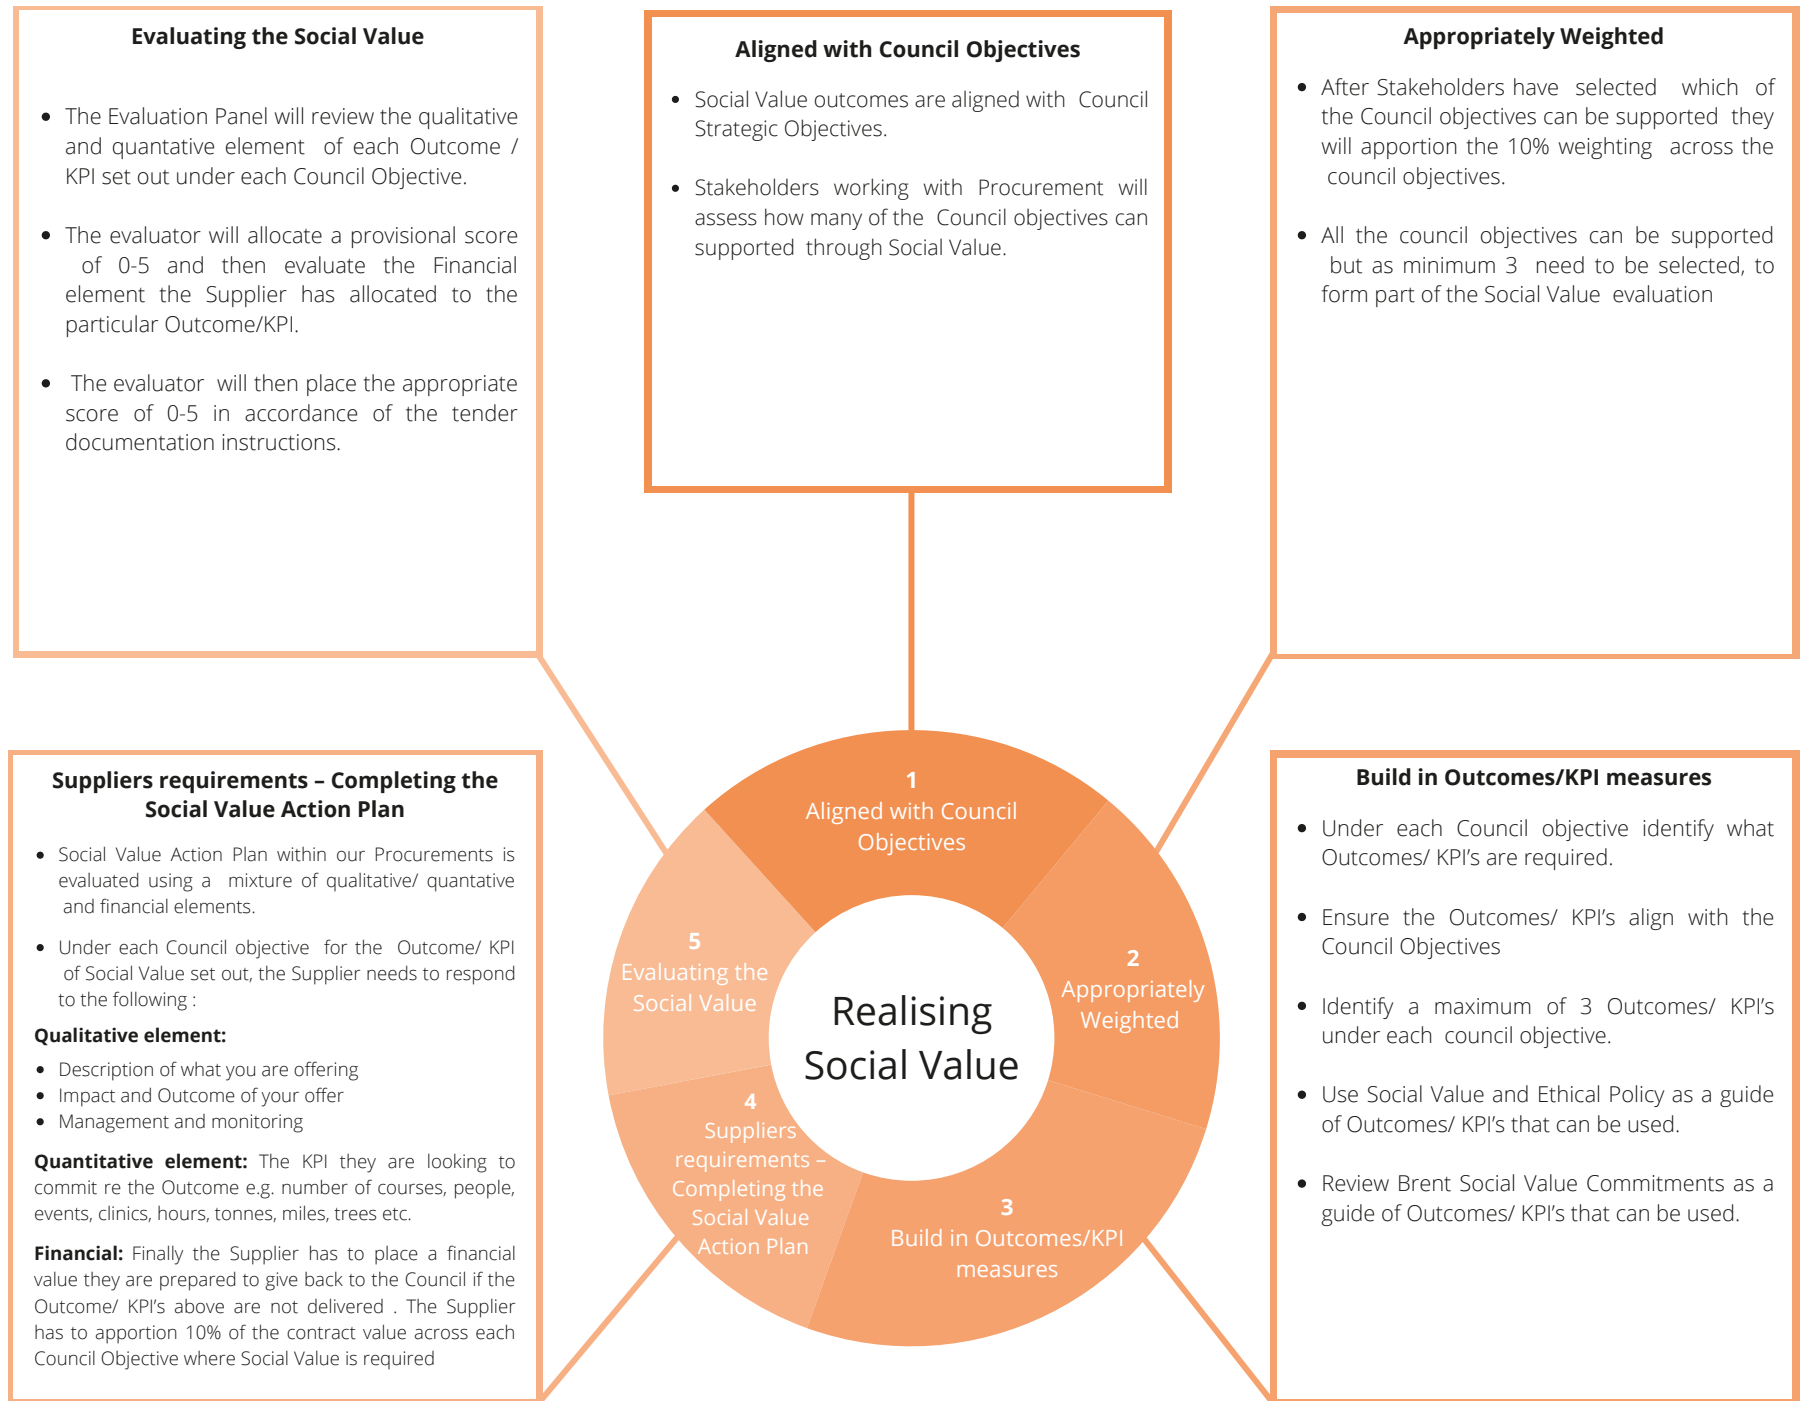 Evaluating the Social Value
• The Evaluation Panel will review the qualitative
and quantative element of each Outcome /
KPI set out under each Council Objective.
• The evaluator will allocate a provisional score
of 0-5 and then evaluate the Financial
element the Supplier has allocated to the
particular Outcome/KPI.
• The evaluator will then place the appropriate
score of 0-5 in accordance of the tender
documentation instructions.
Aligned with Council Objectives
• Social Value outcomes are aligned with Council
Strategic Objectives.
• Stakeholders working with Procurement will
assess how many of the Council objectives can
supported through Social Value.
Appropriately Weighted
• After Stakeholders have selected which of
the Council objectives can be supported they
will apportion the 10% weighting across the
council objectives.
• All the council objectives can be supported
but as minimum 3 need to be selected, to
form part of the Social Value evaluation
Suppliers requirements – Completing the
Social Value Action Plan
• Social Value Action Plan within our Procurements is
evaluated using a mixture of qualitative/ quantative
and financial elements.
• Under each Council objective for the Outcome/ KPI
of Social Value set out, the Supplier needs to respond
to the following :
Qualitative element:
• Description of what you are offering
• Impact and Outcome of your offer
• Management and monitoring
Quantitative element: The KPI they are looking to
commit re the Outcome e.g. number of courses, people,
events, clinics, hours, tonnes, miles, trees etc.
Financial: Finally the Supplier has to place a financial
value they are prepared to give back to the Council if the
Outcome/ KPI's above are not delivered . The Supplier
has to apportion 10% of the contract value across each
Council Objective where Social Value is required
1
Aligned with Council
Objectives
2
Appropriately
Weighted
3
Build in Outcomes/KPI
measures
4
Suppliers
requirements –
Completing the
Social Value
Action Plan
5
Evaluating the
Social Value
Realising
Social Value
Build in Outcomes/KPI measures
• Under each Council objective identify what
Outcomes/ KPI's are required.
• Ensure the Outcomes/ KPI's align with the
Council Objectives
• Identify a maximum of 3 Outcomes/ KPI's
under each council objective.
• Use Social Value and Ethical Policy as a guide
of Outcomes/ KPI's that can be used.
• Review Brent Social Value Commitments as a
guide of Outcomes/ KPI's that can be used.